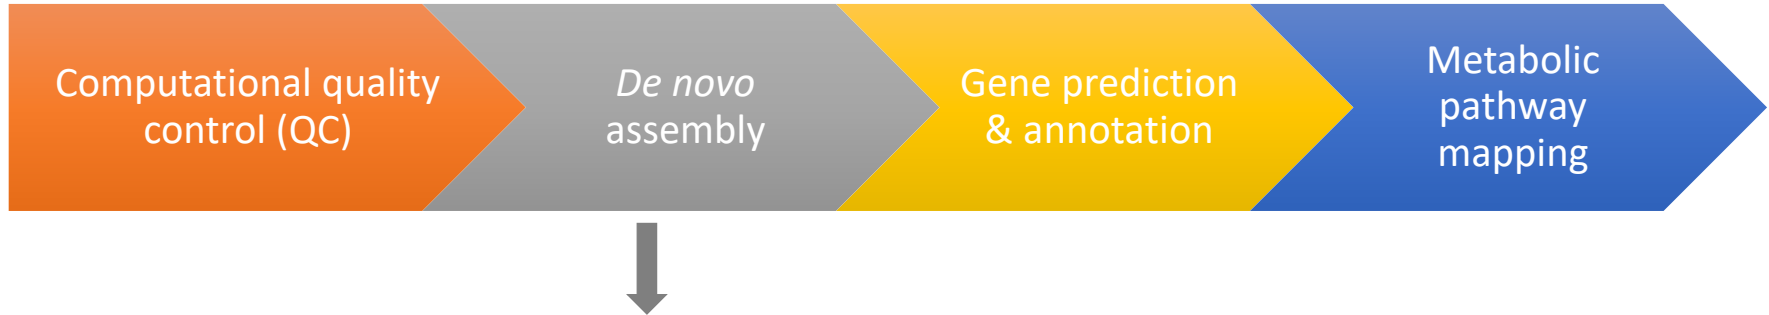 Computational quality
control (QC)
De novo
assembly
Gene prediction
& annotation
Metabolic
pathway
mapping